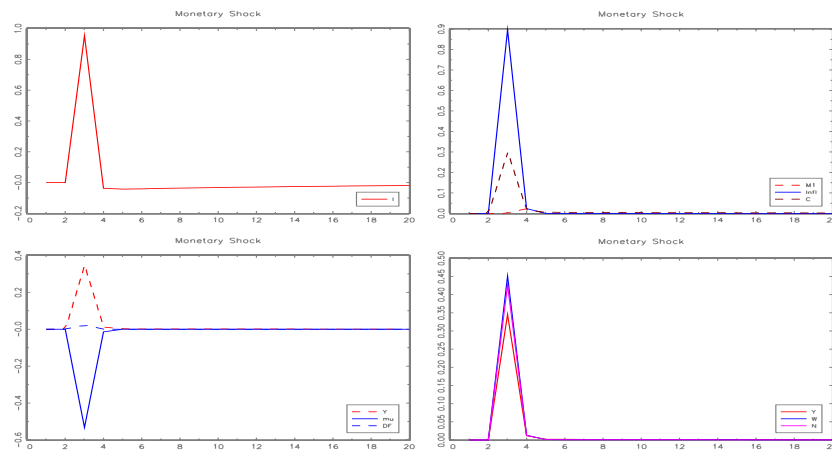 Monetary Shock
1.0
0.8
0.6
0.4
0.2
-0.0
-0.2
0 2 4 6 8 10 12 14 16 18 20
I
Monetary Shock
0.9
0.8
0.7
0.6
0.5
0.4
0.3
0.2
0.1
0.0
0 2 4 6 8 10 12 14 16 18 20
M1
Infl
C
Monetary Shock
0.4
0.2
-0.0
-0.2
-0.4
-0.6
0 2 4 6 8 10 12 14 16 18 20
Y
mu
DF
Monetary Shock
0.50
0.45
0.40
0.35
0.30
0.25
0.20
0.15
0.10
0.05
0.00
0 2 4 6 8 10 12 14 16 18 20
Y
W
N